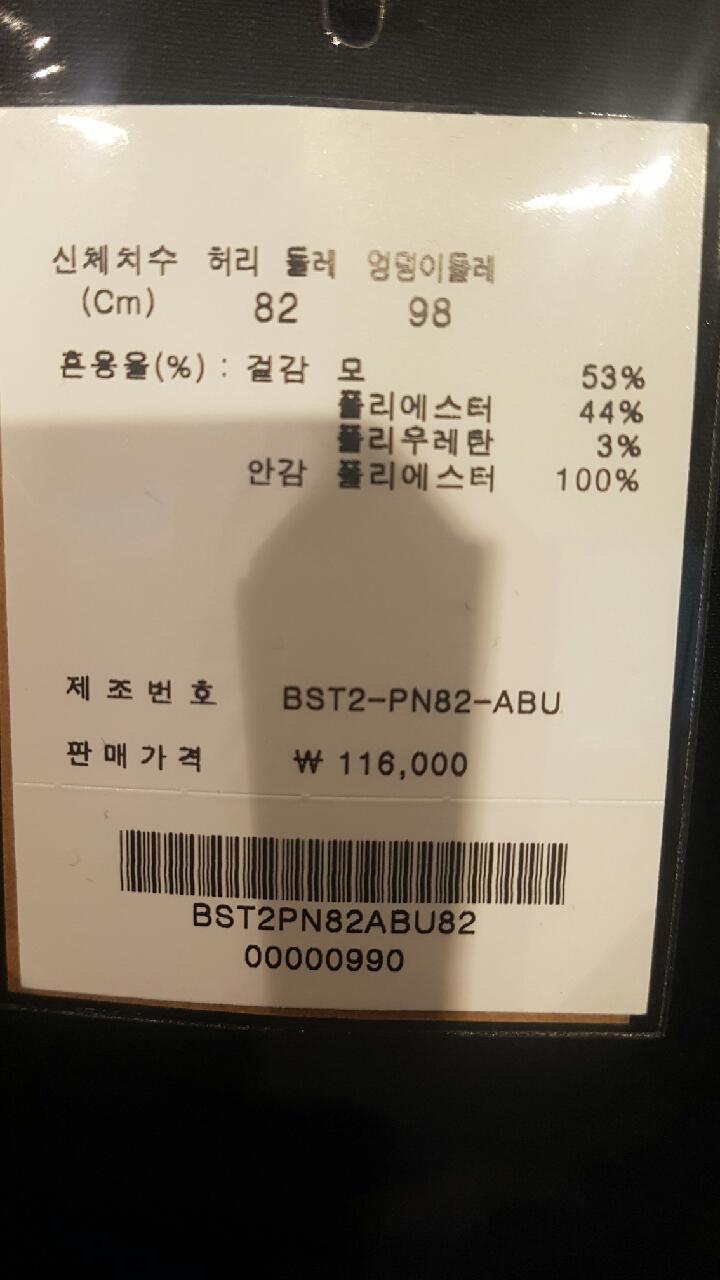 신체치수 허리 둘레 엉덩이둘레
(Cm) 82 98
혼용율(%) : 겉감 모 53%
폴리에스터 44%
폴리우레탄 3%
안감 폴리에스터 100%
제조번호 BST2-PN82-ABU
판매가격 ₩ 116,000
BST2PN82ABU82
00000990